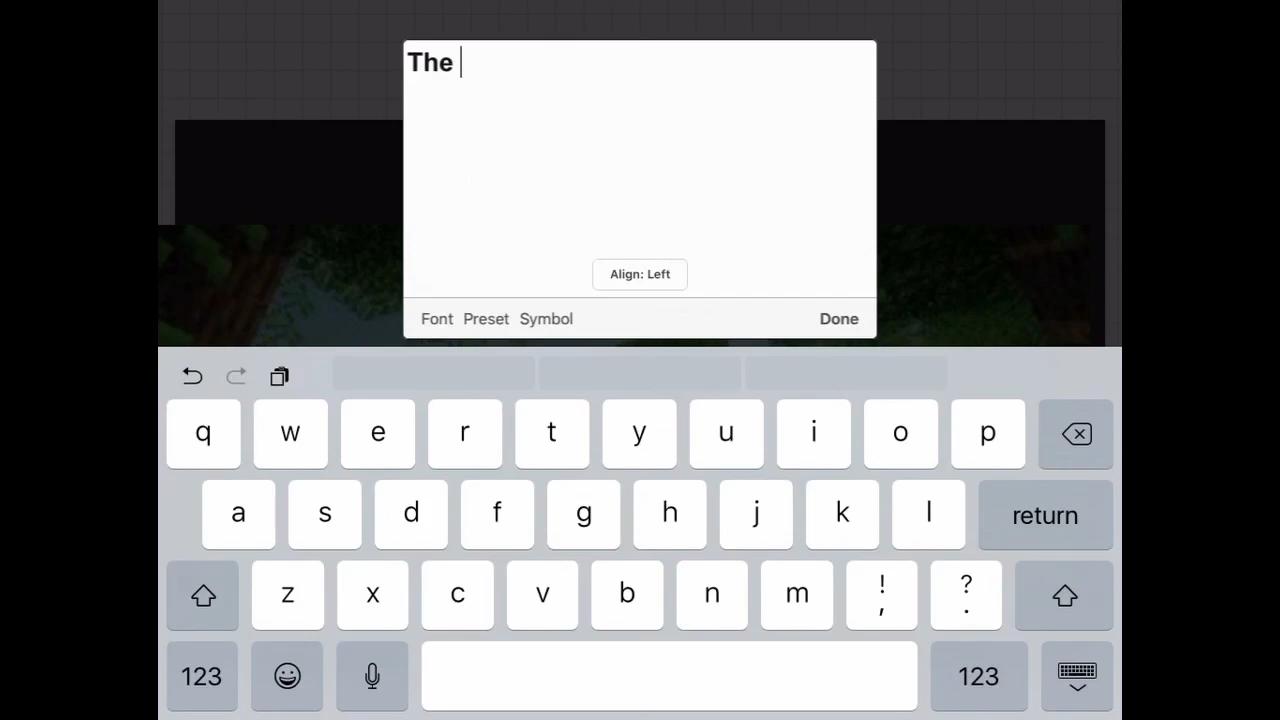 The
Align: Left
Font Preset Symbol Done
q w e r t y u i o p
a s d f g h j k l return
z x c v b n m ! , ? .
123 123